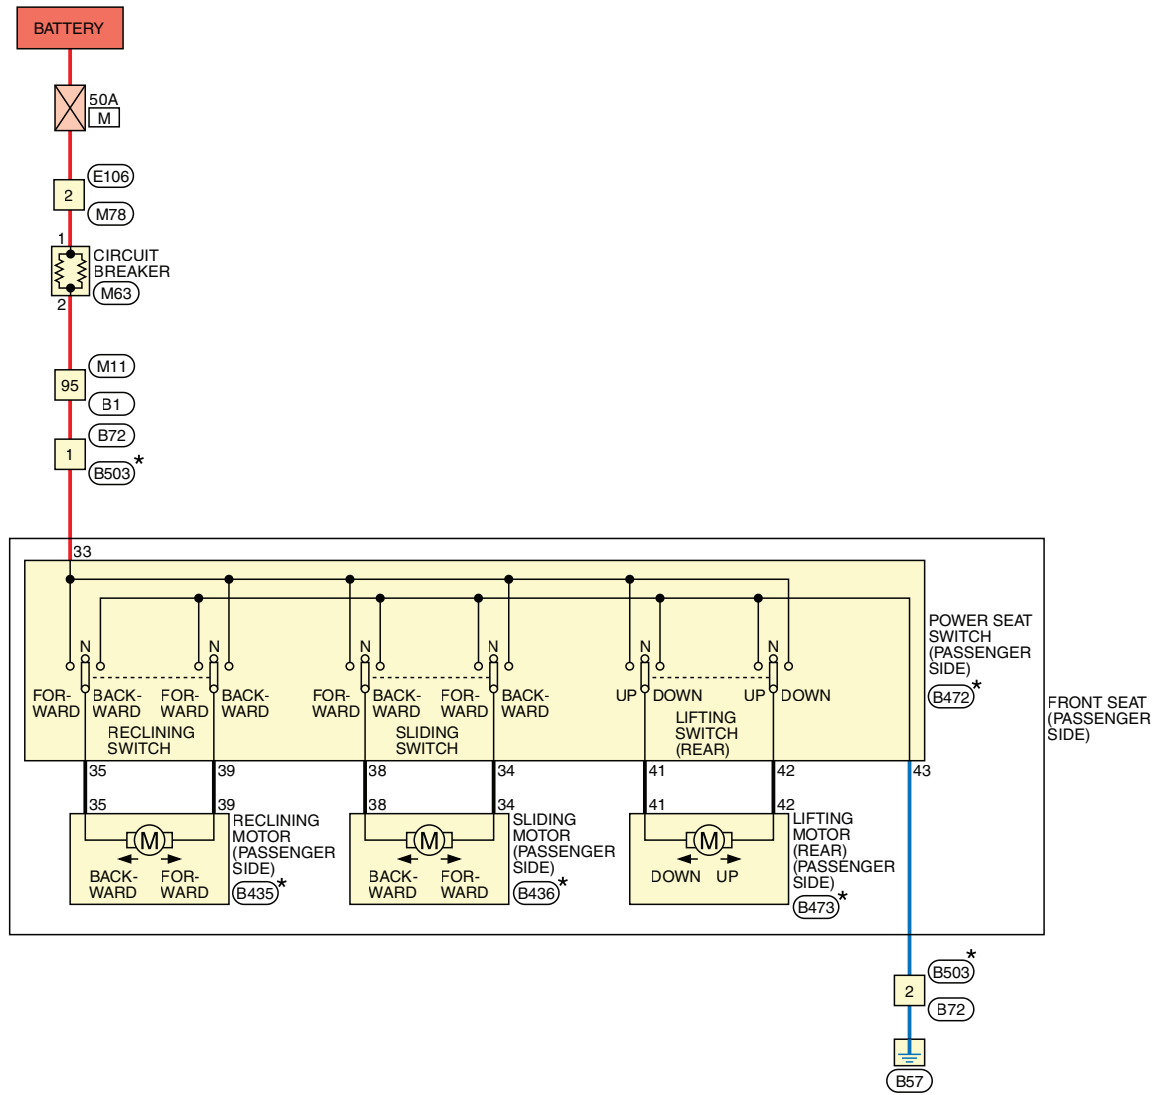 BATTERY
50A
M
E106
2
M78
1
CIRCUIT
BREAKER
M63
2
M11
95
B1
B72
1
B503*
33
N N N N N N
FOR-
WARD
BACK-
WARD
FOR-
WARD
BACK-
WARD
RECLINING
SWITCH
FOR-
WARD
BACK-
WARD
FOR-
WARD
BACK-
WARD
SLIDING
SWITCH
UP DOWN UP DOWN
LIFTING
SWITCH
(REAR)
POWER SEAT
SWITCH
(PASSENGER
SIDE)
B472*
FRONT SEAT
(PASSENGER
SIDE)
35 39 38 34 41 42 43
35 39 38 34 41 42
M
BACK-
WARD
FOR-
WARD
RECLINING
MOTOR
(PASSENGER
SIDE)
B435*
M
BACK-
WARD
FOR-
WARD
SLIDING
MOTOR
(PASSENGER
SIDE)
B436*
M
DOWN UP
LIFTING
MOTOR
(REAR)
(PASSENGER
SIDE)
B473*
B503*
2
B72
B57